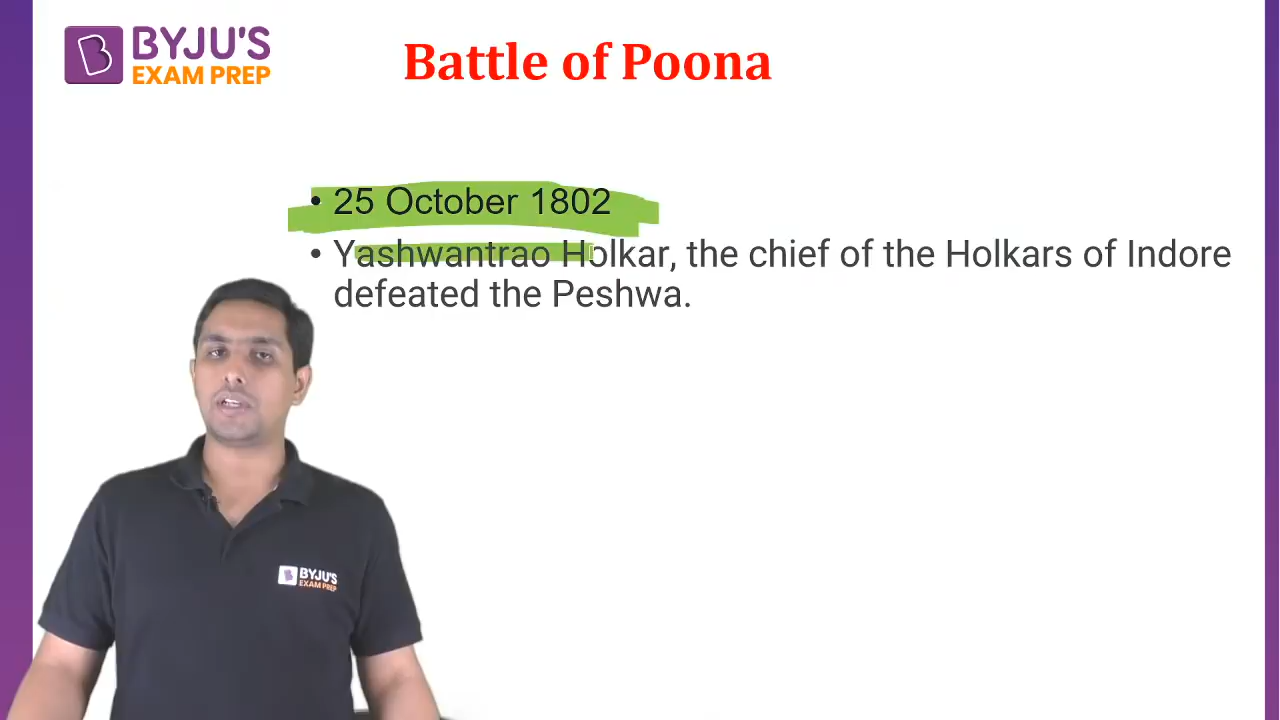 BYJU'S
EXAM PREP
Battle of Poona
• 25 October 1802
• Yashwantrao Holkar, the chief of the Holkars of Indore
defeated the Peshwa.
BYJU'S
EXAM PREP